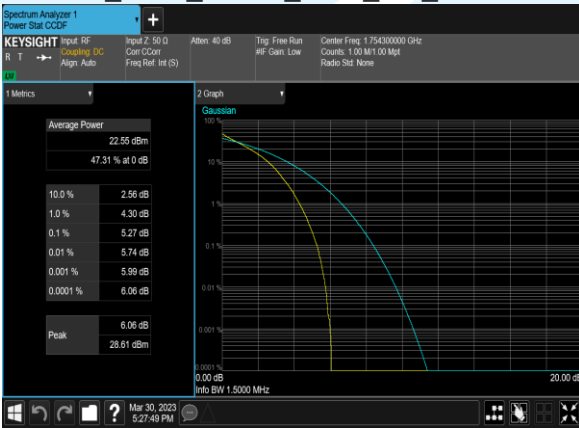 Spectrum Analyzer 1
Power Stat CCDF
+
KEYSIGHT
R T
LW
Input: RF
Coupling: DC
Align: Auto
Input Z: 50 Ω
Corr CCorr
Freq Ref: Int (S)
Atten: 40 dB
Trig: Free Run
#IF Gain: Low
Center Freq: 1.754300000 GHz
Counts: 1.00 M/1.00 Mpt
Radio Std: None
1 Metrics
Average Power
22.55 dBm
47.31 % at 0 dB
10.0 % 2.56 dB
1.0 % 4.30 dB
0.1 % 5.27 dB
0.01 % 5.74 dB
0.001 % 5.99 dB
0.0001 % 6.06 dB
Peak 6.06 dB
28.61 dBm
2 Graph
Gaussian
100 %
10 %
1 %
0.1 %
0.01 %
0.001 %
0.0001 %
0.00 dB 20.00 dB
Info BW 1.5000 MHz
?
Mar 30, 2023
5:27:49 PM